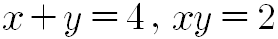 x + y = 4, xy = 2